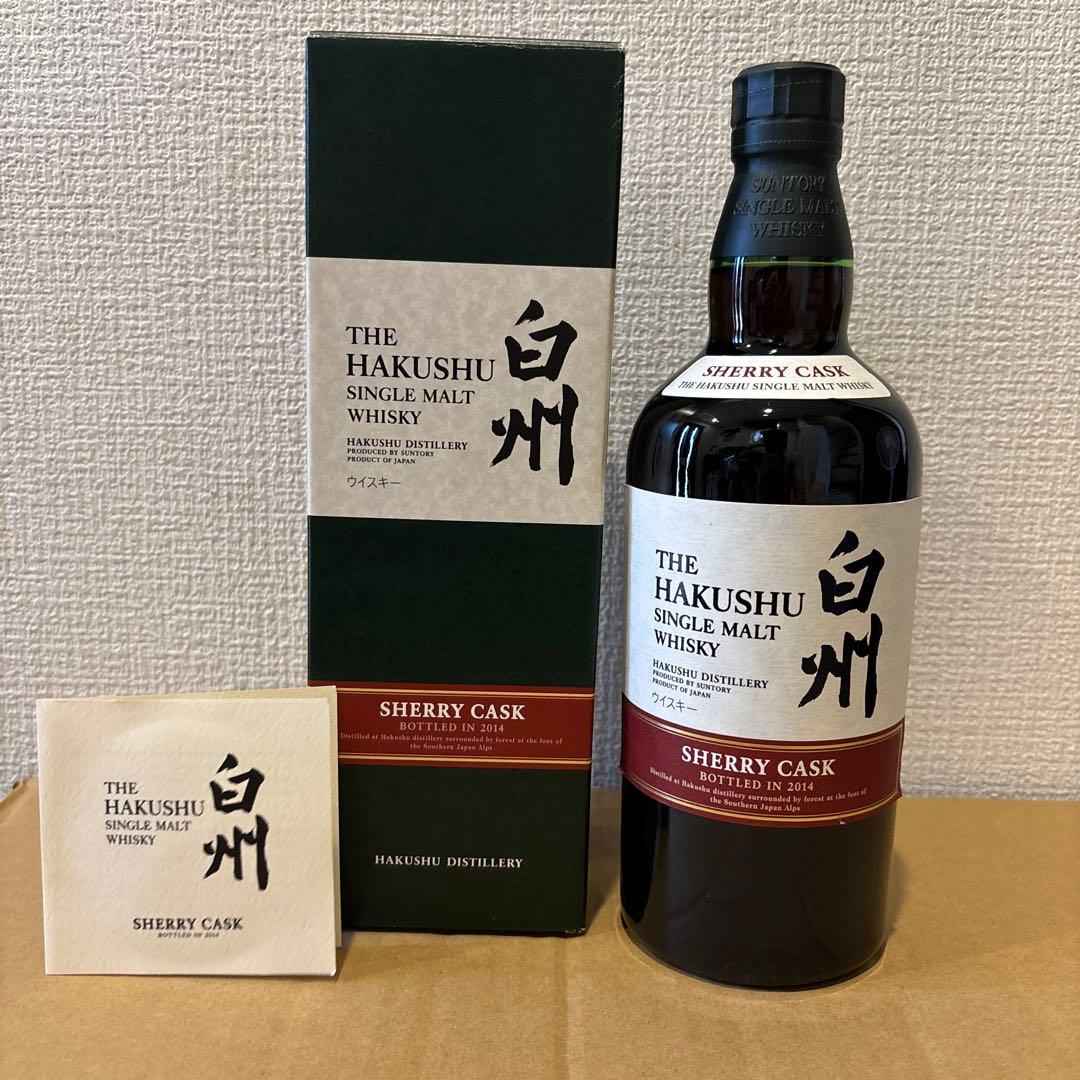 THE
HAKUSHU
SINGLE MALT
WHISKY
白州
HAKUSHU DISTILLERY
PRODUCED BY SUNTORY
PRODUCT OF JAPAN
ウイスキー
SHERRY CASK
BOTTLED IN 2014
Distilled at Hakushu distillery surrounded by forest at the foot of
the Southern Japan Alps
HAKUSHU DISTILLERY
SUNTORY
SINGLE MALT
WHISKY
SHERRY CASK
THE HAKUSHU SINGLE MALT WHISKY
THE
HAKUSHU
SINGLE MALT
WHISKY
白州
HAKUSHU DISTILLERY
PRODUCED BY SUNTORY
PRODUCT OF JAPAN
ウイスキー
SHERRY CASK
BOTTLED IN 2014
Distilled at Hakushu distillery surrounded by forest at the foot of
the Southern Japan Alps
THE
HAKUSHU
SINGLE MALT
WHISKY
白州
SHERRY CASK
BOTTLED IN 2014